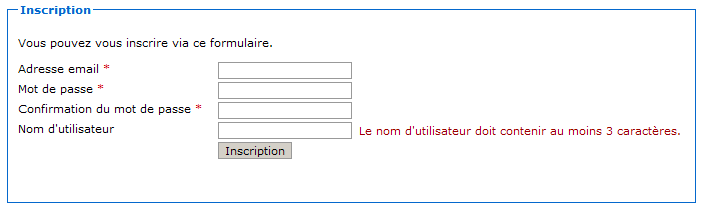 Inscription
Vous pouvez vous inscrire via ce formulaire.
Adresse email *
Mot de passe *
Confirmation du mot de passe *
Nom d'utilisateur Le nom d'utilisateur doit contenir au moins 3 caractères.
Inscription